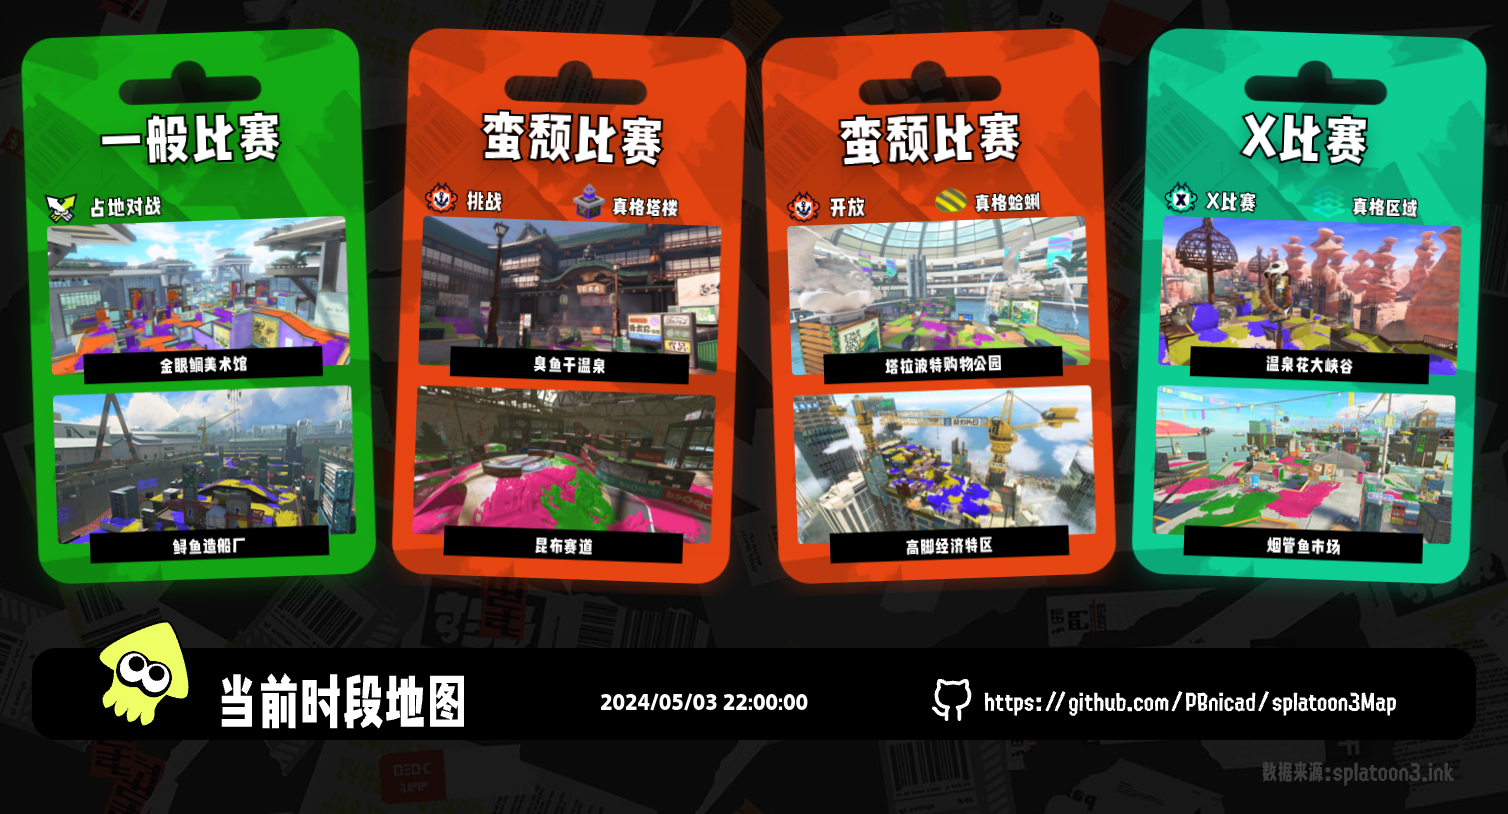 一般比赛
占地对战
金眼鲷美术馆
鲟鱼造船厂
蛮颓比赛
挑战
真格塔楼
臭鱼干温泉
昆布赛道
蛮颓比赛
开放
真格蛤蜊
塔拉波特购物公园
高脚经济特区
X比赛
X比赛
真格区域
温泉花大峡谷
烟管鱼市场
当前时段地图
2024/05/03 22:00:00
https://github.com/PBnicad/splatoon3Map
数据来源:splatoon3.ink